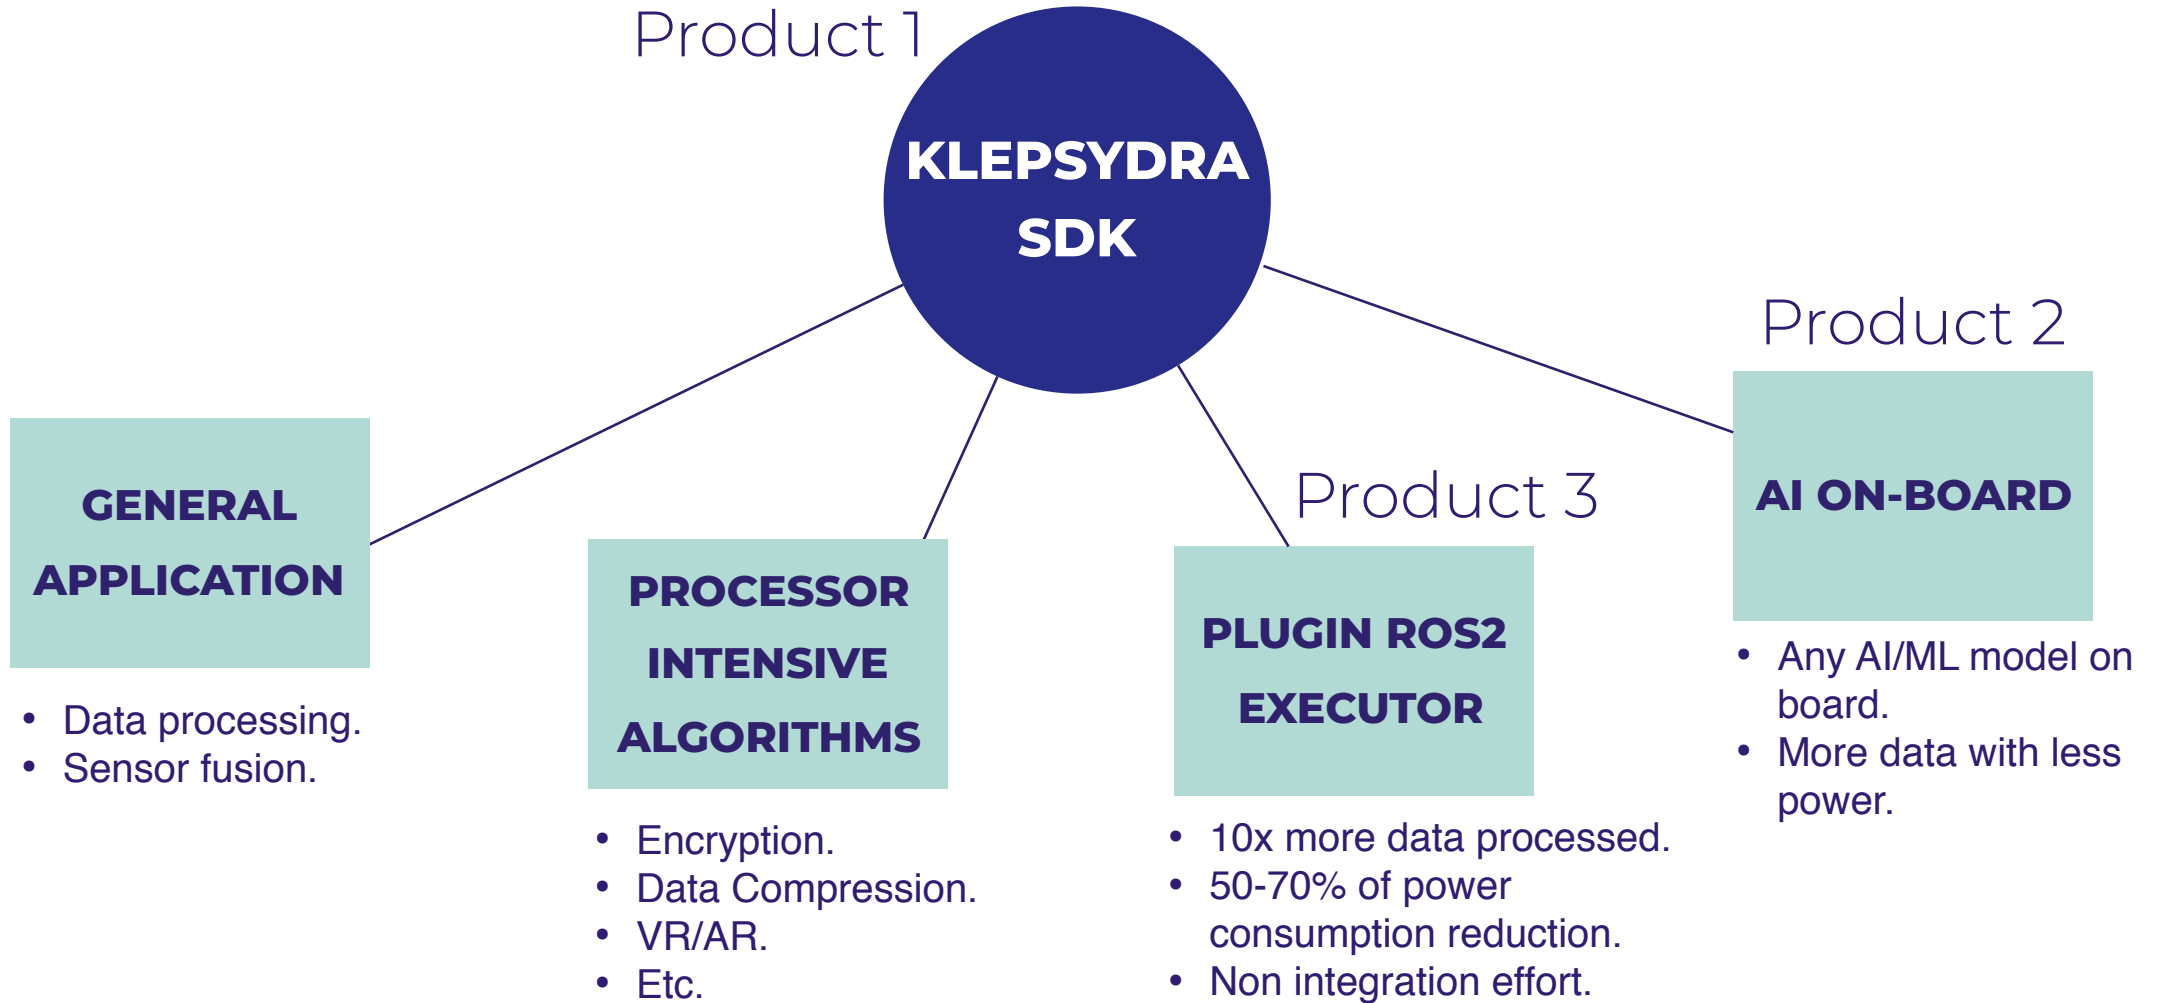 Product 1
KLEPSYDRA
SDK
Product 2
AI ON-BOARD
• Any AI/ML model on
board.
• More data with less
power.
Product 3
PLUGIN ROS2
EXECUTOR
• 10x more data processed.
• 50-70% of power
consumption reduction.
• Non integration effort.
GENERAL
APPLICATION
• Data processing.
• Sensor fusion.
PROCESSOR
INTENSIVE
ALGORITHMS
• Encryption.
• Data Compression.
• VR/AR.
• Etc.